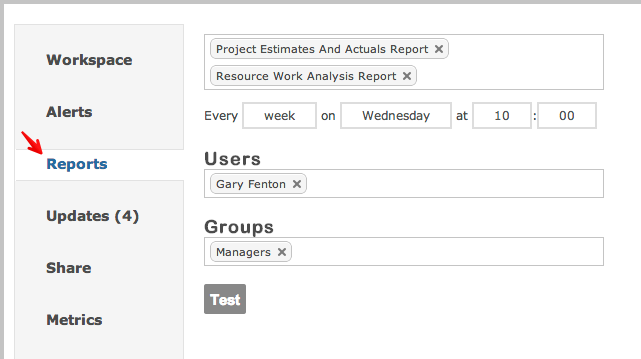 Workspace
Alerts
Reports
Updates (4)
Share
Metrics
Project Estimates And Actuals Report ×
Resource Work Analysis Report ×
Every week on Wednesday at 10 : 00
Users
Gary Fenton ×
Groups
Managers ×
Test